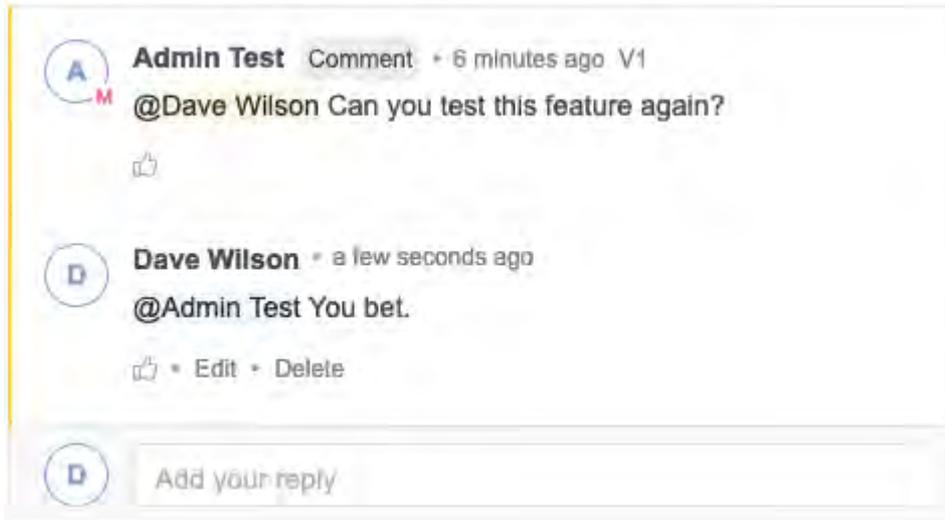 A
M
Admin Test Comment • 6 minutes ago V1
@Dave Wilson Can you test this feature again?
D
Dave Wilson • a few seconds ago
@Admin Test You bet.
• Edit • Delete
D
Add your reply